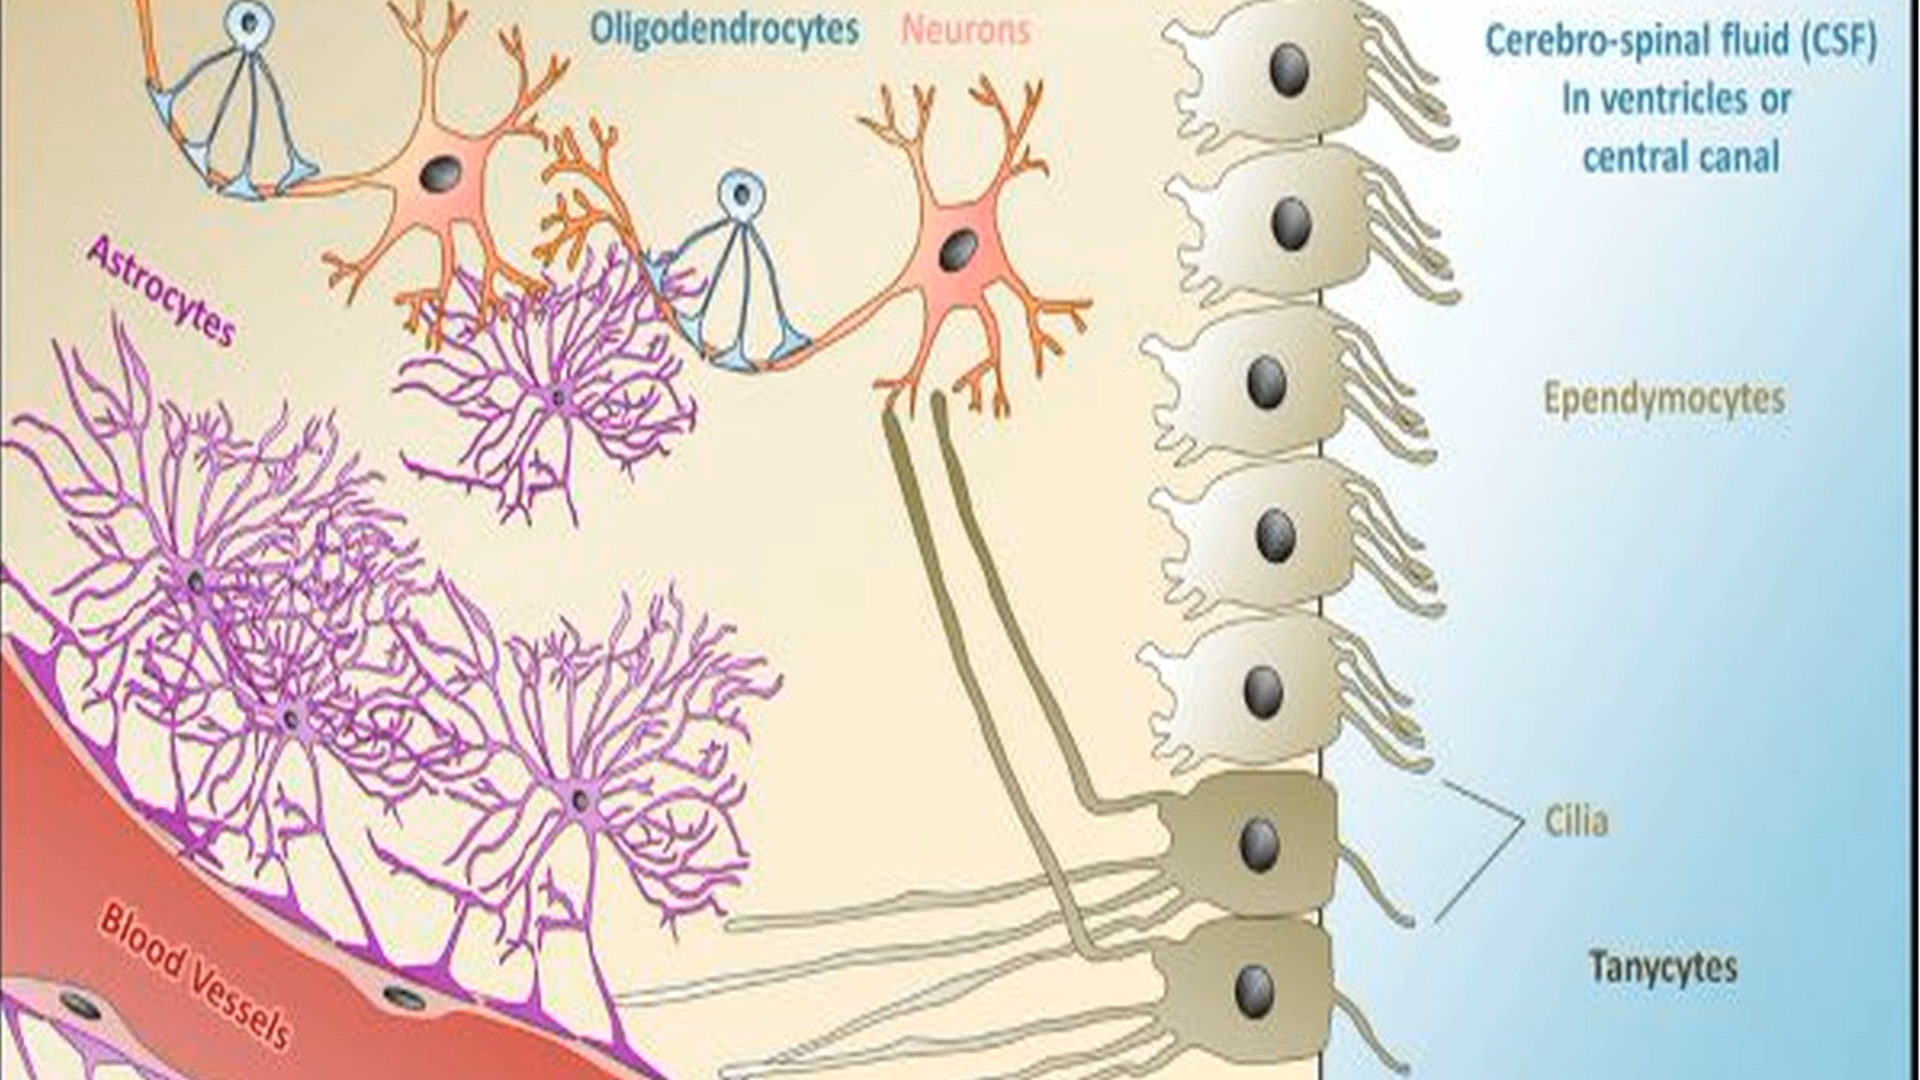 Oligodendrocytes
Neurons
Cerebro-spinal fluid (CSF)
In ventricles or
central canal
Astrocytes
Ependymocytes
Cilia
Blood Vessels
Tanycytes